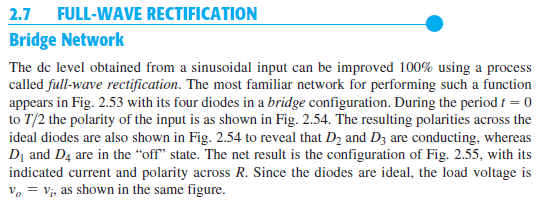 2.7 FULL-WAVE RECTIFICATION
Bridge Network
The dc level obtained from a sinusoidal input can be improved 100% using a process
called full-wave rectification. The most familiar network for performing such a function
appears in Fig. 2.53 with its four diodes in a bridge configuration. During the period t = 0
to T/2 the polarity of the input is as shown in Fig. 2.54. The resulting polarities across the
ideal diodes are also shown in Fig. 2.54 to reveal that D₂ and D₃ are conducting, whereas
D₁ and D₄ are in the “off” state. The net result is the configuration of Fig. 2.55, with its
indicated current and polarity across R. Since the diodes are ideal, the load voltage is
vₒ = vᵢ, as shown in the same figure.